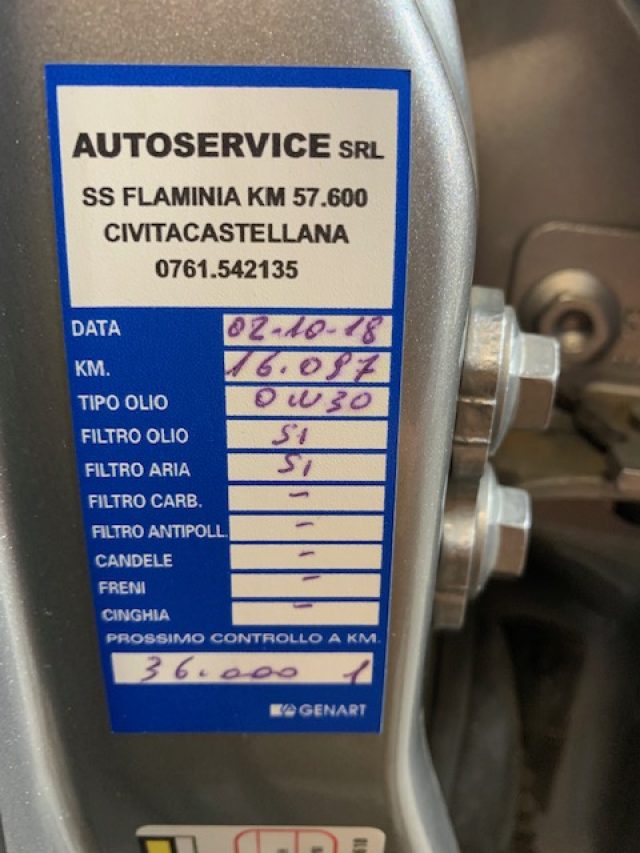 AUTOSERVICE SRL
SS FLAMINIA KM 57.600
CIVITACASTELLANA
0761.542135
DATA 02-10-18
KM. 16.097
TIPO OLIO 0W30
FILTRO OLIO SI
FILTRO ARIA SI
FILTRO CARB. -
FILTRO ANTIPOLL. -
CANDELE -
FRENI -
CINGHIA -
PROSSIMO CONTROLLO A KM.
36.000
GENART